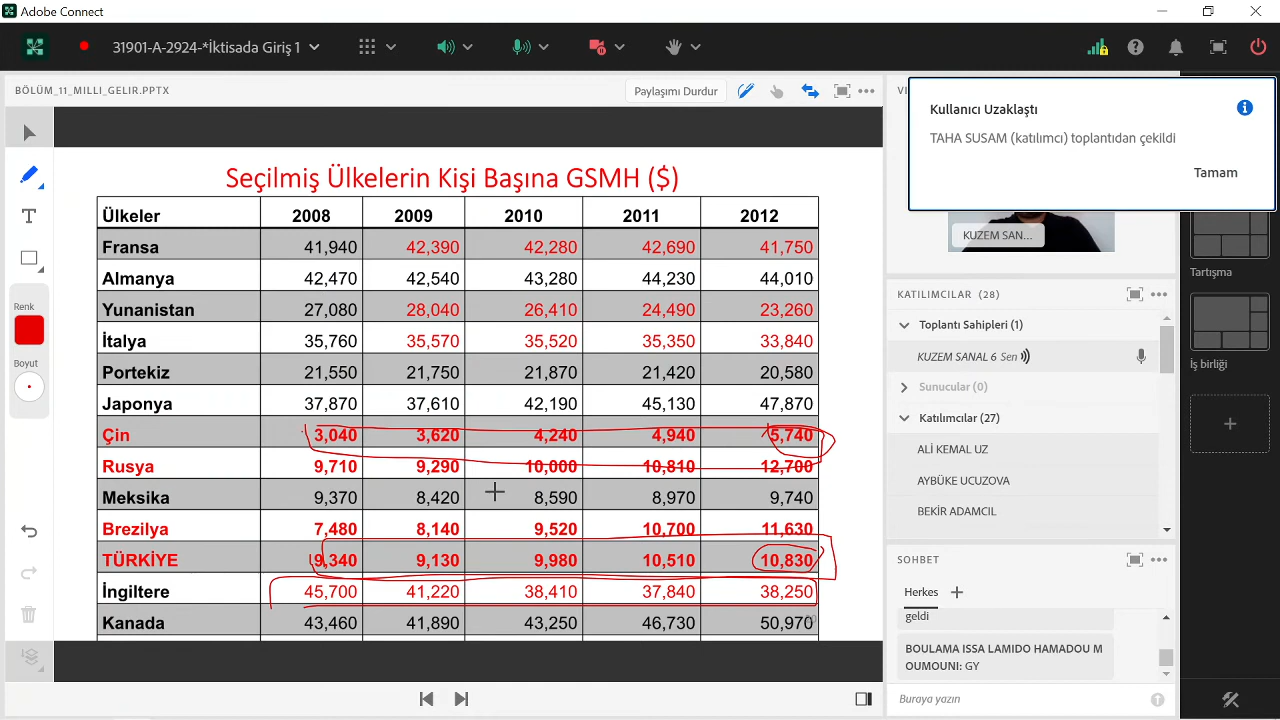 Adobe Connect
31901-A-2924-*İktisada Giriş 1
BÖLÜM_11_MILLI_GELIR.PPTX
Paylaşımı Durdur
Kullanıcı Uzaklaştı
TAHA SUSAM (katılımcı) toplantıdan çekildi
Tamam
Seçilmiş Ülkelerin Kişi Başına GSMH ($)
Ülkeler 2008 2009 2010 2011 2012
Fransa 41,940 42,390 42,280 42,690 41,750
Almanya 42,470 42,540 43,280 44,230 44,010
Yunanistan 27,080 28,040 26,410 24,490 23,260
İtalya 35,760 35,570 35,520 35,350 33,840
Portekiz 21,550 21,750 21,870 21,420 20,580
Japonya 37,870 37,610 42,190 45,130 47,870
Çin 3,040 3,620 4,240 4,940 5,740
Rusya 9,710 9,290 10,000 10,810 12,700
Meksika 9,370 8,420 8,590 8,970 9,740
Brezilya 7,480 8,140 9,520 10,700 11,630
TÜRKİYE 9,340 9,130 9,980 10,510 10,830
İngiltere 45,700 41,220 38,410 37,840 38,250
Kanada 43,460 41,890 43,250 46,730 50,970
Renk
Boyut
KUZEM SAN...
KATILIMCILAR (28)
Toplantı Sahipleri (1)
KUZEM SANAL 6 Sen
Sunucular (0)
Katılımcılar (27)
ALİ KEMAL UZ
AYBÜKE UCUZOVA
BEKİR ADAMCIL
SOHBET
Herkes
geldi
BOULAMA ISSA LAMIDO HAMADOU M
OUMOUNI: GY
Buraya yazın
Tartışma
İş birliği